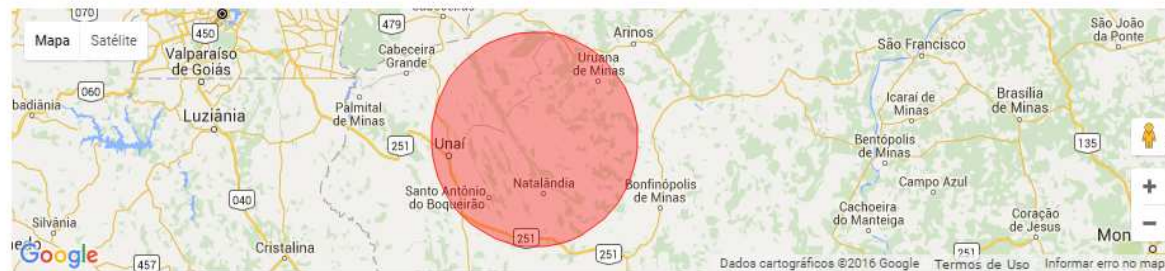 070
Mapa
Satélite
450
Valparaíso
de Goiás
479
Cabeceira
Grande
Arinos
Uruana
de Minas
São Francisco
São João
da Ponte
060
badiânia
Luziânia
Palmital
de Minas
251
Unaí
Icaraí de
Minas
Brasília
de Minas
Bentópolis
de Minas
135
040
Santo Antônio
do Boqueirão
Natalândia
Bonfinópolis
de Minas
Campo Azul
+
Silvânia
Cachoeira
do Manteiga
Coração
de Jesus
−
Google
457
Cristalina
251
251
251
Mon
Dados cartográficos ©2016 Google
Termos de Uso
Informar erro no map